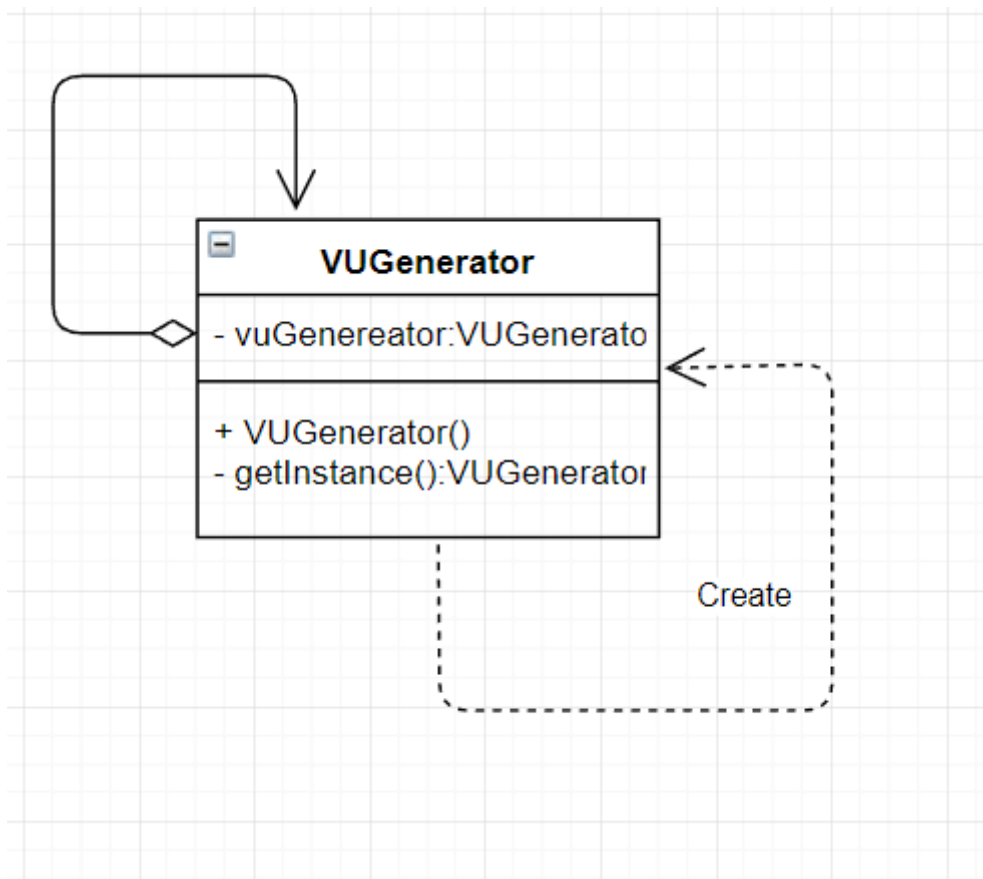 VUGenerator
- vuGenereator:VUGenerato
+ VUGenerator()
- getInstance():VUGenerator
Create